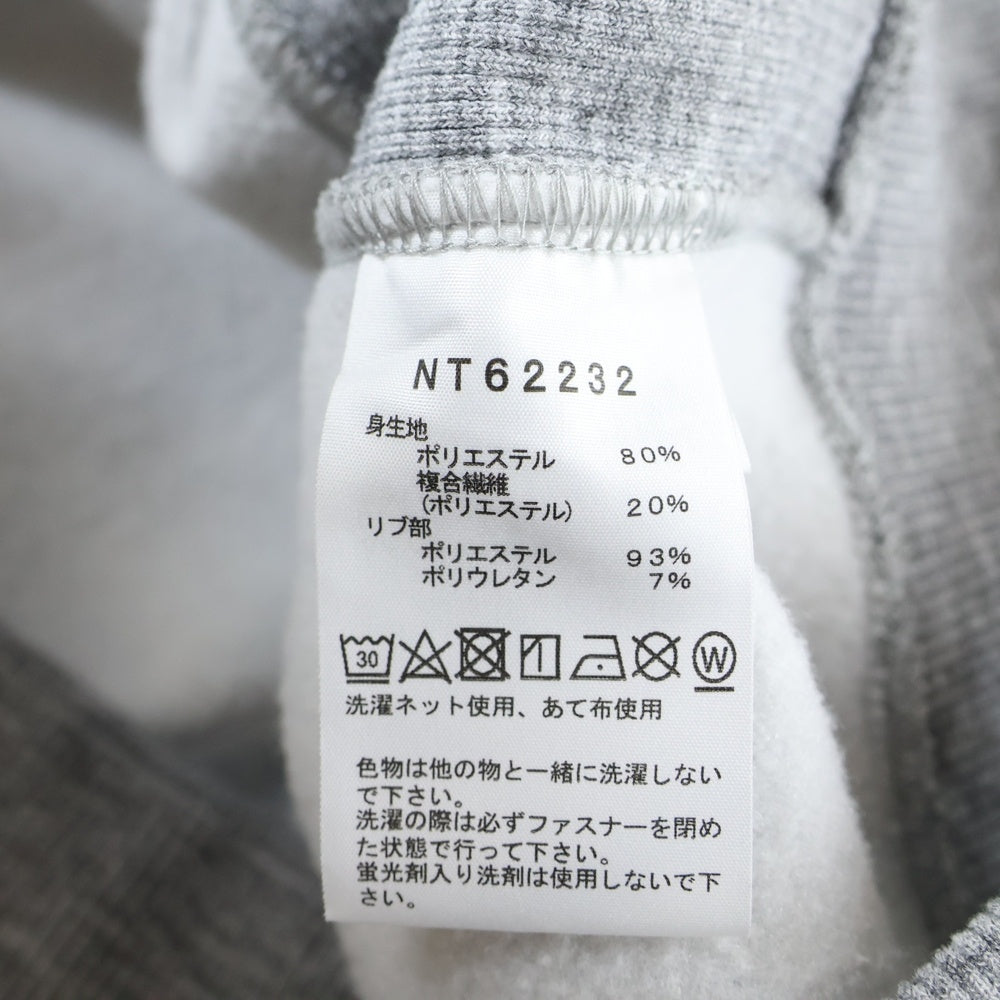 NT62232
身生地
ポリエステル 80%
複合繊維
(ポリエステル) 20%
リブ部
ポリエステル 93%
ポリウレタン 7%
30 W
洗濯ネット使用、あて布使用
色物は他の物と一緒に洗濯しない
で下さい。
洗濯の際は必ずファスナーを閉め
た状態で行って下さい。
蛍光剤入り洗剤は使用しないで下
さい。